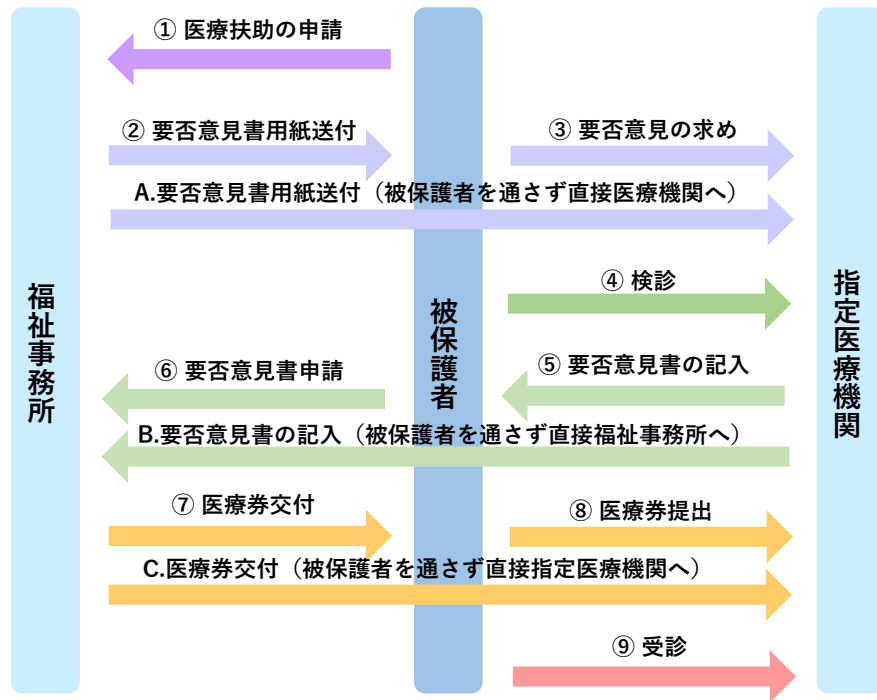 ① 医療扶助の申請
② 要否意見書用紙送付
③ 要否意見の求め
A.要否意見書用紙送付（被保護者を通さず直接医療機関へ）
④ 検診
福祉事務所
被保護者
指定医療機関
⑤ 要否意見書の記入
⑥ 要否意見書申請
B.要否意見書の記入（被保護者を通さず直接福祉事務所へ）
⑦ 医療券交付
⑧ 医療券提出
C.医療券交付（被保護者を通さず直接指定医療機関へ）
⑨ 受診